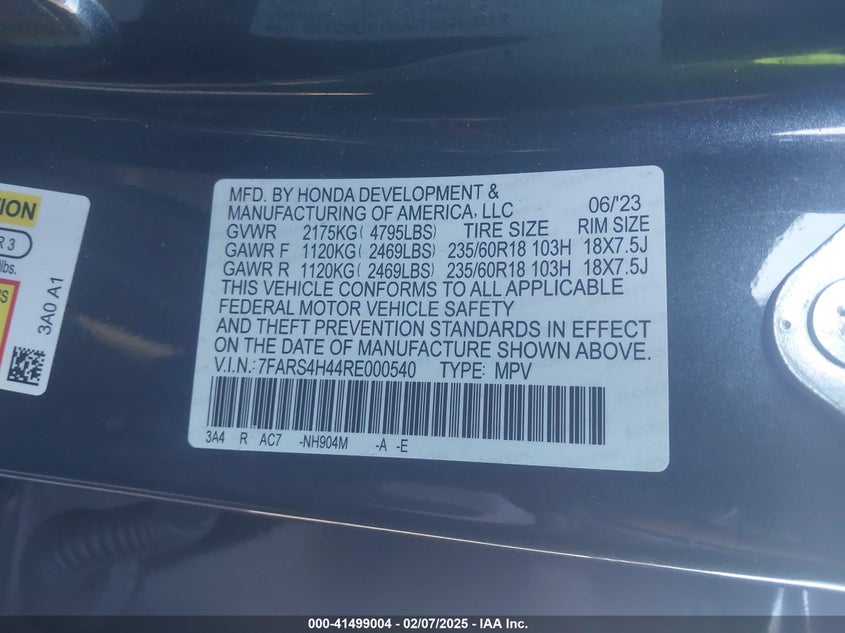 TION
R 3
lbs.
S
3A0 A1
MFD. BY HONDA DEVELOPMENT &
MANUFACTURING OF AMERICA, LLC 06/'23
GVWR 2175KG( 4795LBS) TIRE SIZE RIM SIZE
GAWR F 1120KG( 2469LBS) 235/60R18 103H 18X7.5J
GAWR R 1120KG( 2469LBS) 235/60R18 103H 18X7.5J
THIS VEHICLE CONFORMS TO ALL APPLICABLE
FEDERAL MOTOR VEHICLE SAFETY
AND THEFT PREVENTION STANDARDS IN EFFECT
ON THE DATE OF MANUFACTURE SHOWN ABOVE.
V.I.N.: 7FARS4H44RE000540 TYPE: MPV
3A4 R AC7 -NH904M -A -E
000-41499004 - 02/07/2025 - IAA Inc.